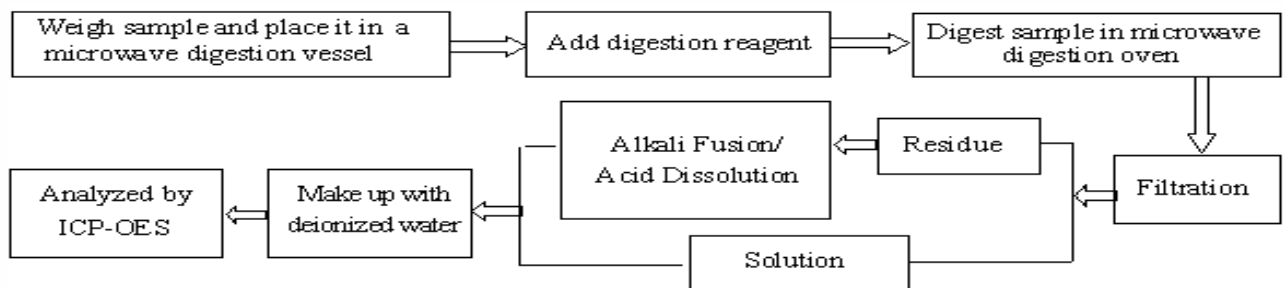 Weigh sample and place it in a
microwave digestion vessel
Add digestion reagent
Digest sample in microwave
digestion oven
Filtration
Residue
Alkali Fusion/
Acid Dissolution
Solution
Make up with
deionized water
Analyzed by
ICP-OES